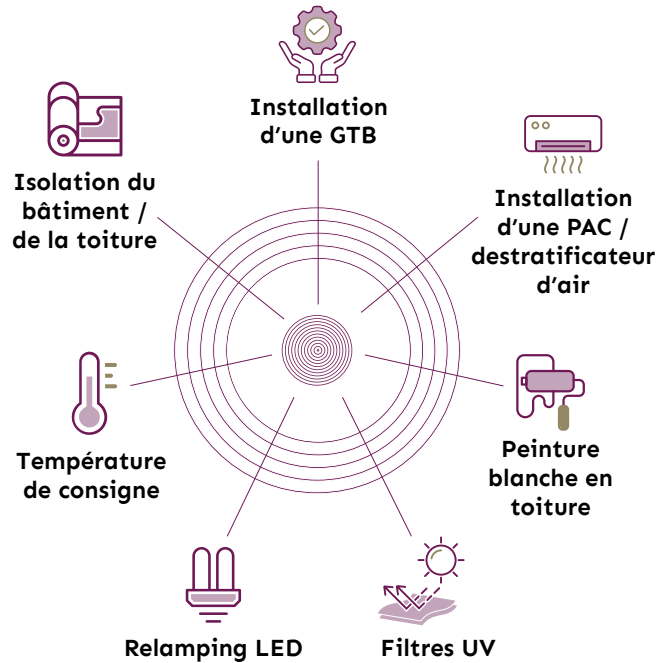 Installation
d'une GTB
Isolation du
bâtiment /
de la toiture
Installation
d'une PAC /
destratificateur
d'air
Température
de consigne
Peinture
blanche en
toiture
Relamping LED
Filtres UV